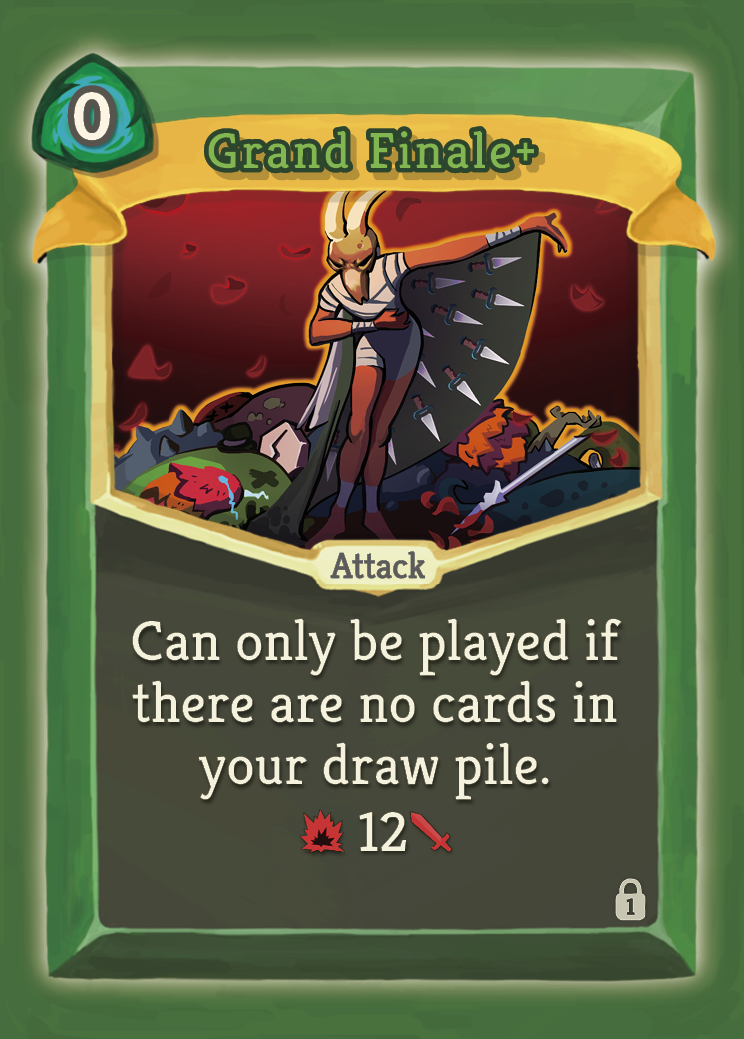 0
Grand Finale+
Attack
Can only be played if
there are no cards in
your draw pile.
12
1